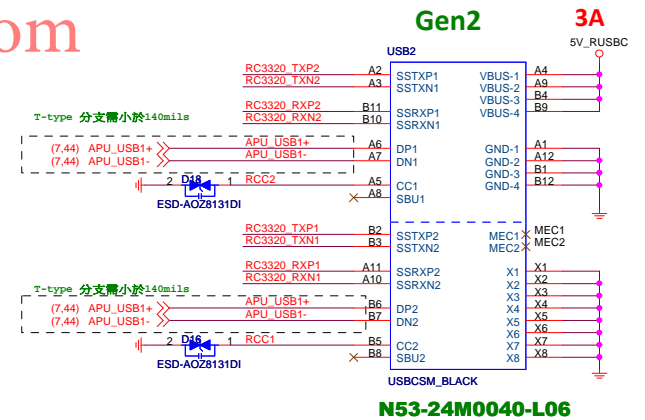 om
Gen2
3A
5V_RUSBC
USB2
RC3320_TXP2 A2 SSTXP1 VBUS-1 A4
RC3320_TXN2 A3 SSTXN1 VBUS-2 A9
VBUS-3 B4
RC3320_RXP2 B11 SSRXP1 VBUS-4 B9
RC3320_RXN2 B10 SSRXN1
T-type 分支需小於140mils
(7,44) APU_USB1+ APU_USB1+ A6 DP1 GND-1 A1
(7,44) APU_USB1- APU_USB1- A7 DN1 GND-2 A12
GND-3 B1
2 D18 1 RCC2 A5 CC1 GND-4 B12
A8 SBU1
ESD-AOZ8131DI
RC3320_TXP1 B2 SSTXP2 MEC1 MEC1
RC3320_TXN1 B3 SSTXN2 MEC2 MEC2
RC3320_RXP1 A11 SSRXP2 X1 X1
RC3320_RXN1 A10 SSRXN2 X2 X2
T-type 分支需小於140mils
X3 X3
(7,44) APU_USB1+ APU_USB1+ B6 DP2 X4 X4
(7,44) APU_USB1- APU_USB1- B7 DN2 X5 X5
X6 X6
2 D16 1 RCC1 B5 CC2 X7 X7
B8 SBU2 X8 X8
ESD-AOZ8131DI
USBCSM_BLACK
N53-24M0040-L06